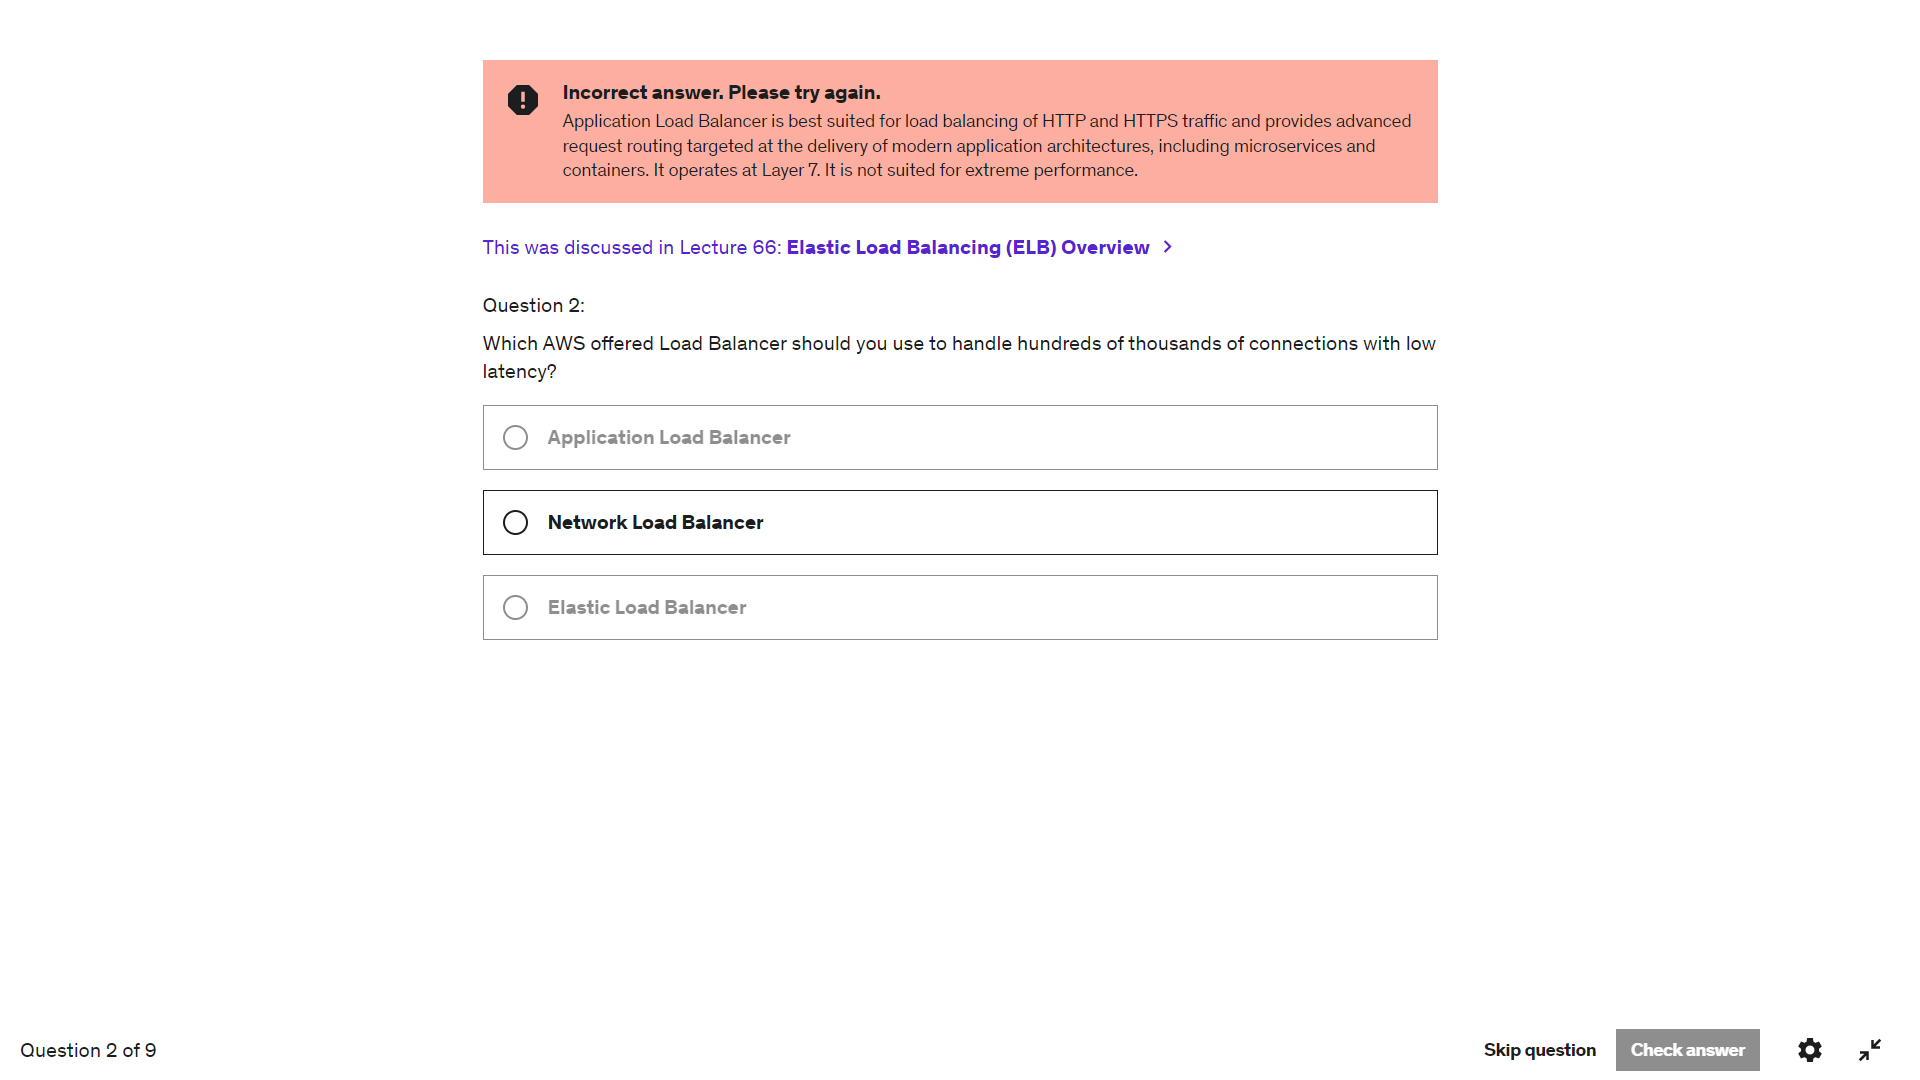 Incorrect answer. Please try again.
Application Load Balancer is best suited for load balancing of HTTP and HTTPS traffic and provides advanced
request routing targeted at the delivery of modern application architectures, including microservices and
containers. It operates at Layer 7. It is not suited for extreme performance.
This was discussed in Lecture 66: Elastic Load Balancing (ELB) Overview
Question 2:
Which AWS offered Load Balancer should you use to handle hundreds of thousands of connections with low
latency?
Application Load Balancer
Network Load Balancer
Elastic Load Balancer
Question 2 of 9
Skip question
Check answer